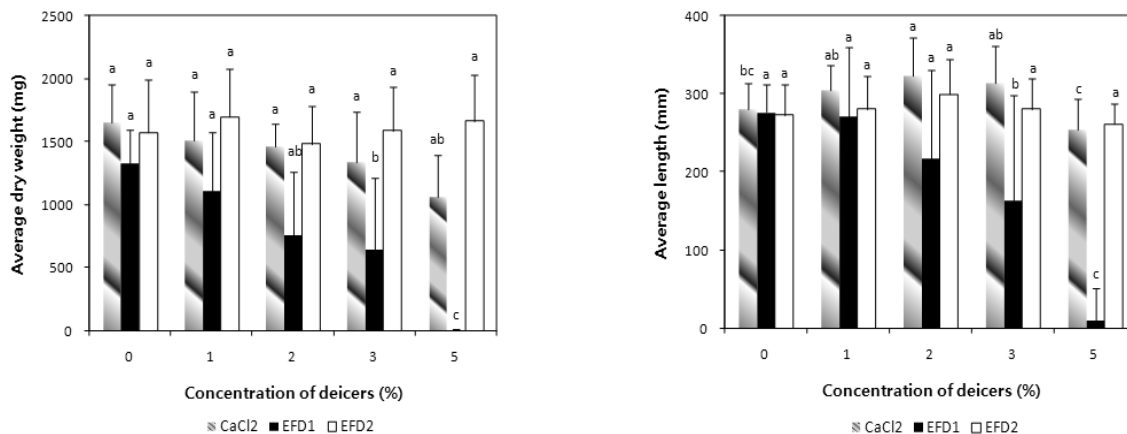 2500
2000
1500
1000
500
0
Average dry weight (mg)
a a a
a a a
a ab a
a b a
ab c a
0 1 2 3 5
Concentration of deicers (%)
CaCl2 EFD1 EFD2
400
300
200
100
0
Average length (mm)
bc a a
ab a a
a a a
ab b a
c c a
0 1 2 3 5
Concentration of deicers (%)
CaCl2 EFD1 EFD2